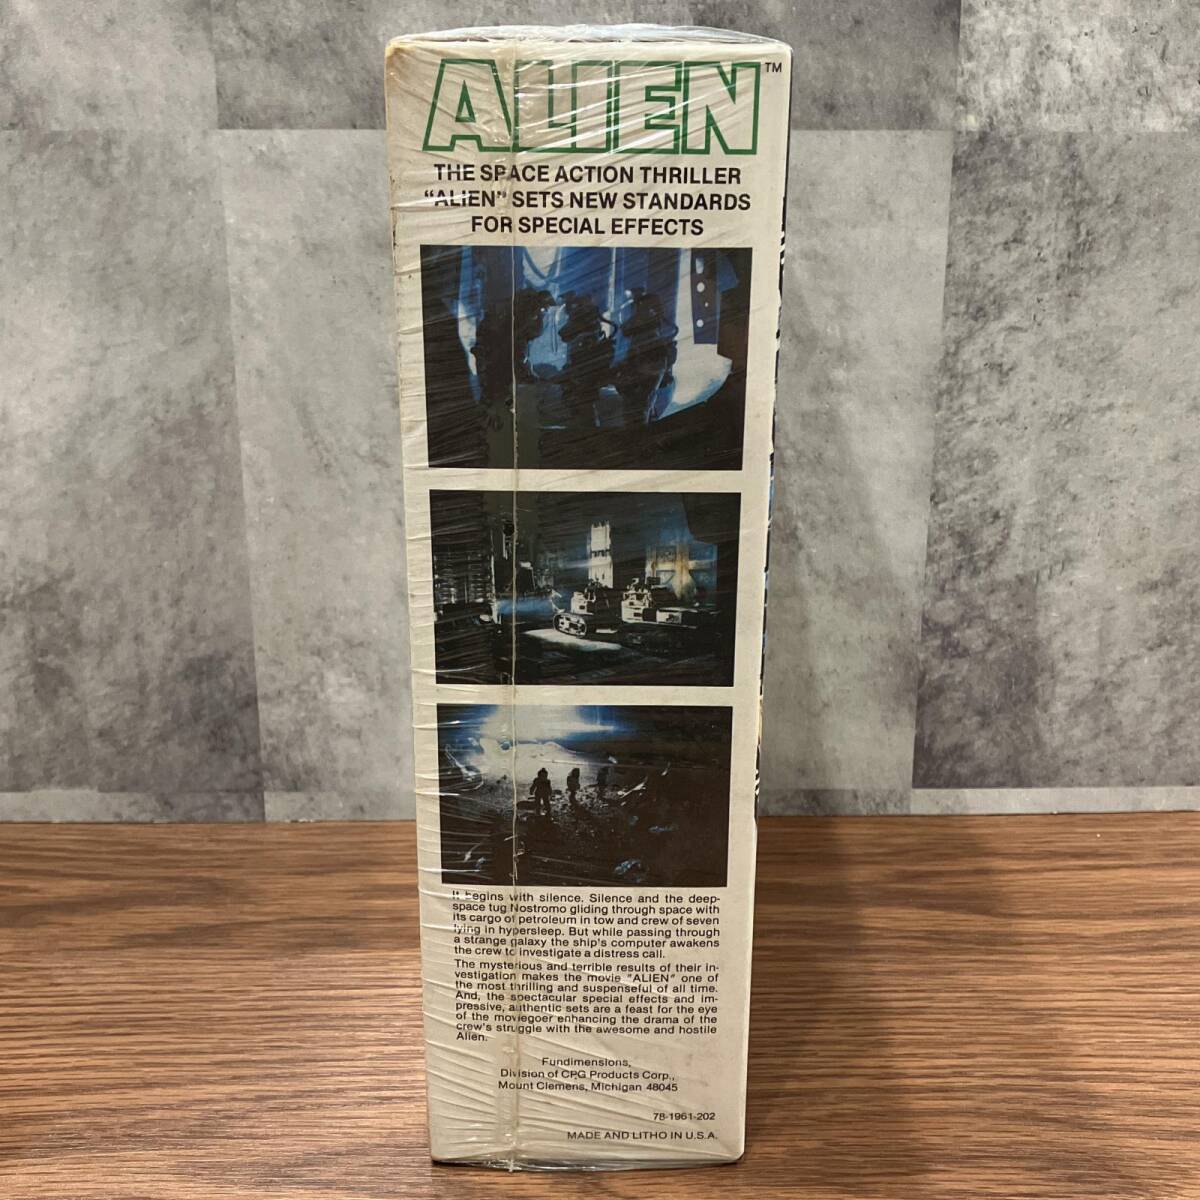 ALIEN™
THE SPACE ACTION THRILLER
“ALIEN” SETS NEW STANDARDS
FOR SPECIAL EFFECTS
It begins with silence. Silence and the deep-
space tug Nostromo gliding through space with
its cargo of petroleum in tow and crew of seven
lying in hypersleep. But while passing through
a strange galaxy the ship's computer awakens
the crew to investigate a distress call.
The mysterious and terrible results of their in-
vestigation makes the movie "ALIEN" one of
the most thrilling and suspenseful of all time.
And, the spectacular special effects and im-
pressive, authentic sets are a feast for the eye
of the moviegoer enhancing the drama of the
crew's struggle with the awesome and hostile
Alien.
Fundimensions,
Division of CPG Products Corp.,
Mount Clemens, Michigan 48045
78-1961-202
MADE AND LITHO IN U.S.A.